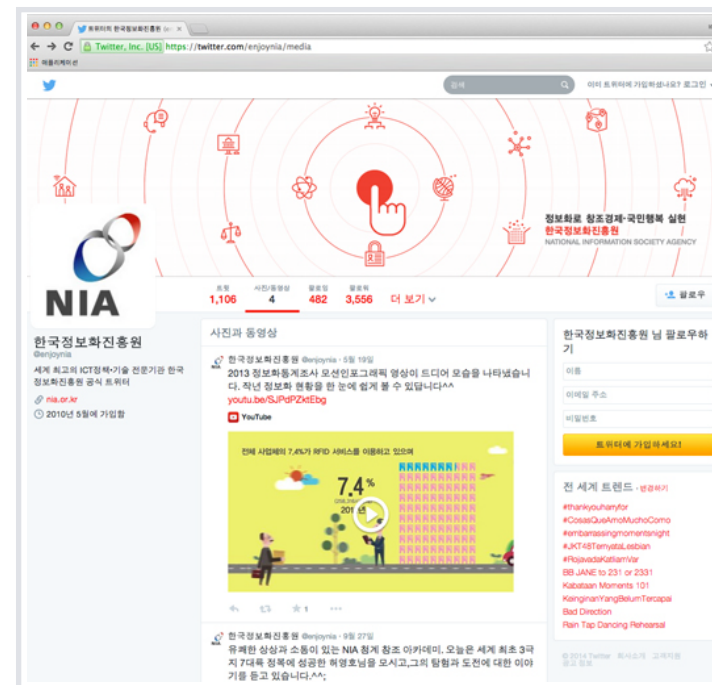 트위터의 한국정보화진흥원 (en
Twitter, Inc. [US] https://twitter.com/enjoynia/media
애플리케이션
검색
이미 트위터에 가입하셨나요? 로그인
정보화로 창조경제·국민행복 실현
한국정보화진흥원
NATIONAL INFORMATION SOCIETY AGENCY
NIA
트윗 사진/동영상 팔로잉 팔로워
1,106 4 482 3,556 더 보기
팔로우
한국정보화진흥원
@enjoynia
세계 최고의 ICT정책·기술 전문기관 한국
정보화진흥원 공식 트위터
nia.or.kr
2010년 5월에 가입함
사진과 동영상
한국정보화진흥원 @enjoynia · 5월 19일
2013 정보화통계조사 모션인포그래픽 영상이 드디어 모습을 나타냈습니
다. 작년 정보화 현황을 한 눈에 쉽게 볼 수 있답니다^^
youtu.be/SJPdPZktEbg
YouTube
전체 사업체의 7.4%가 RFID 서비스를 이용하고 있으며
7.4%
1
한국정보화진흥원 @enjoynia · 9월 27일
유쾌한 상상과 소통이 있는 NIA 청계 창조 아카데미. 오늘은 세계 최초 3극
지 7대륙 정복에 성공한 허영호님을 모시고,그의 탐험과 도전에 대한 이야
기를 듣고 있습니다.^^;
한국정보화진흥원 님 팔로우하
기
이름
이메일 주소
비밀번호
트위터에 가입하세요!
전 세계 트렌드 · 변경하기
#thankyouharryfor
#CosasQueAmoMuchoComo
#embarrassingmomentsnight
#JKT48TernyataLesbian
#RojavadaKatliamVar
BB JANE to 231 or 2331
Kabataan Moments 101
KeinginanYangBelumTercapai
Bad Direction
Rain Tap Dancing Rehearsal
© 2014 Twitter 회사소개 고객지원
광고 정보